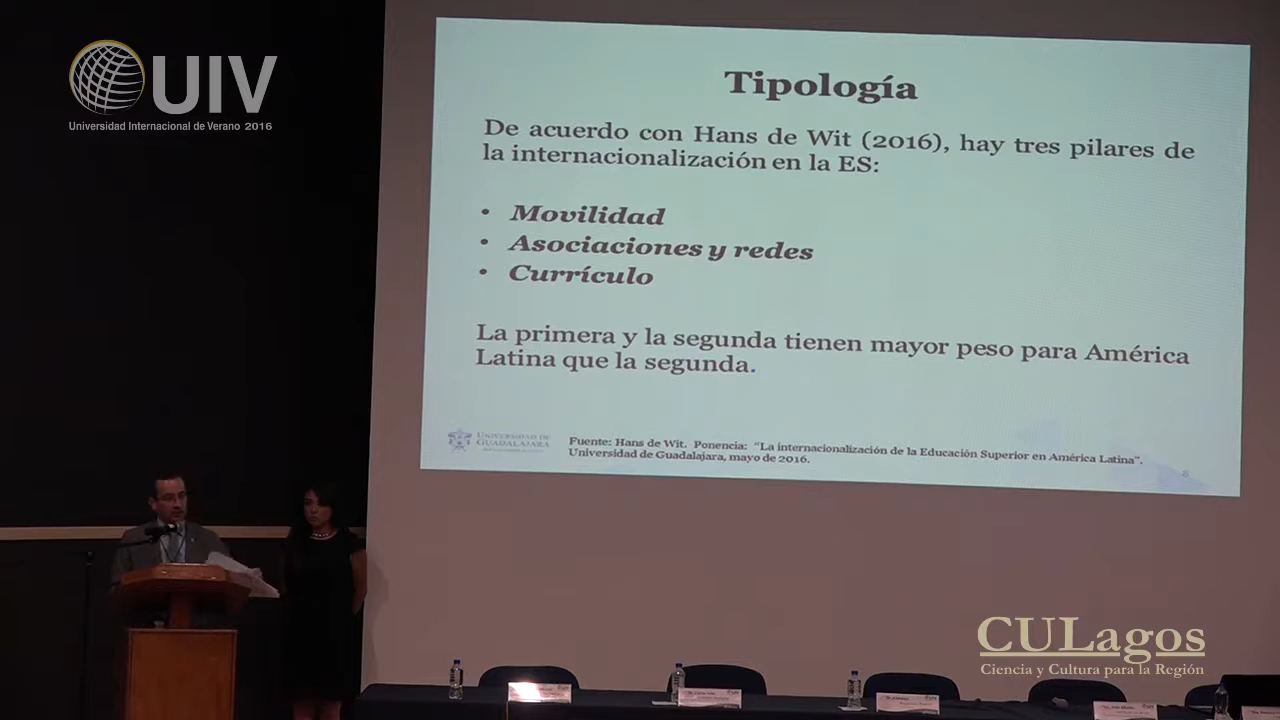 UIV
Universidad Internacional de Verano 2016
Tipología
De acuerdo con Hans de Wit (2016), hay tres pilares de
la internacionalización en la ES:
• Movilidad
• Asociaciones y redes
• Currículo
La primera y la segunda tienen mayor peso para América
Latina que la segunda.
UNIVERSIDAD DE
GUADALAJARA
Fuente: Hans de Wit. Ponencia: "La internacionalización de la Educación Superior en América Latina".
Universidad de Guadalajara, mayo de 2016.
8
CULagos
Ciencia y Cultura para la Región